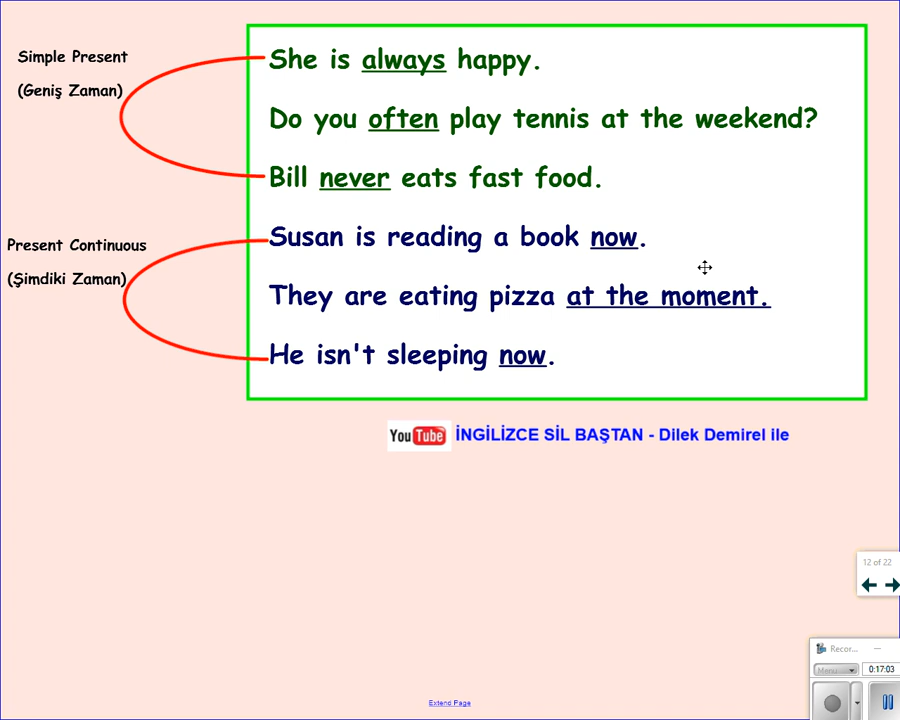 Simple Present
(Geniş Zaman)
She is always happy.
Do you often play tennis at the weekend?
Bill never eats fast food.
Present Continuous
(Şimdiki Zaman)
Susan is reading a book now.
They are eating pizza at the moment.
He isn't sleeping now.
YouTube İNGİLİZCE SİL BAŞTAN - Dilek Demirel ile
12 of 22
Recor...
Menu
0:17:03
Extend Page